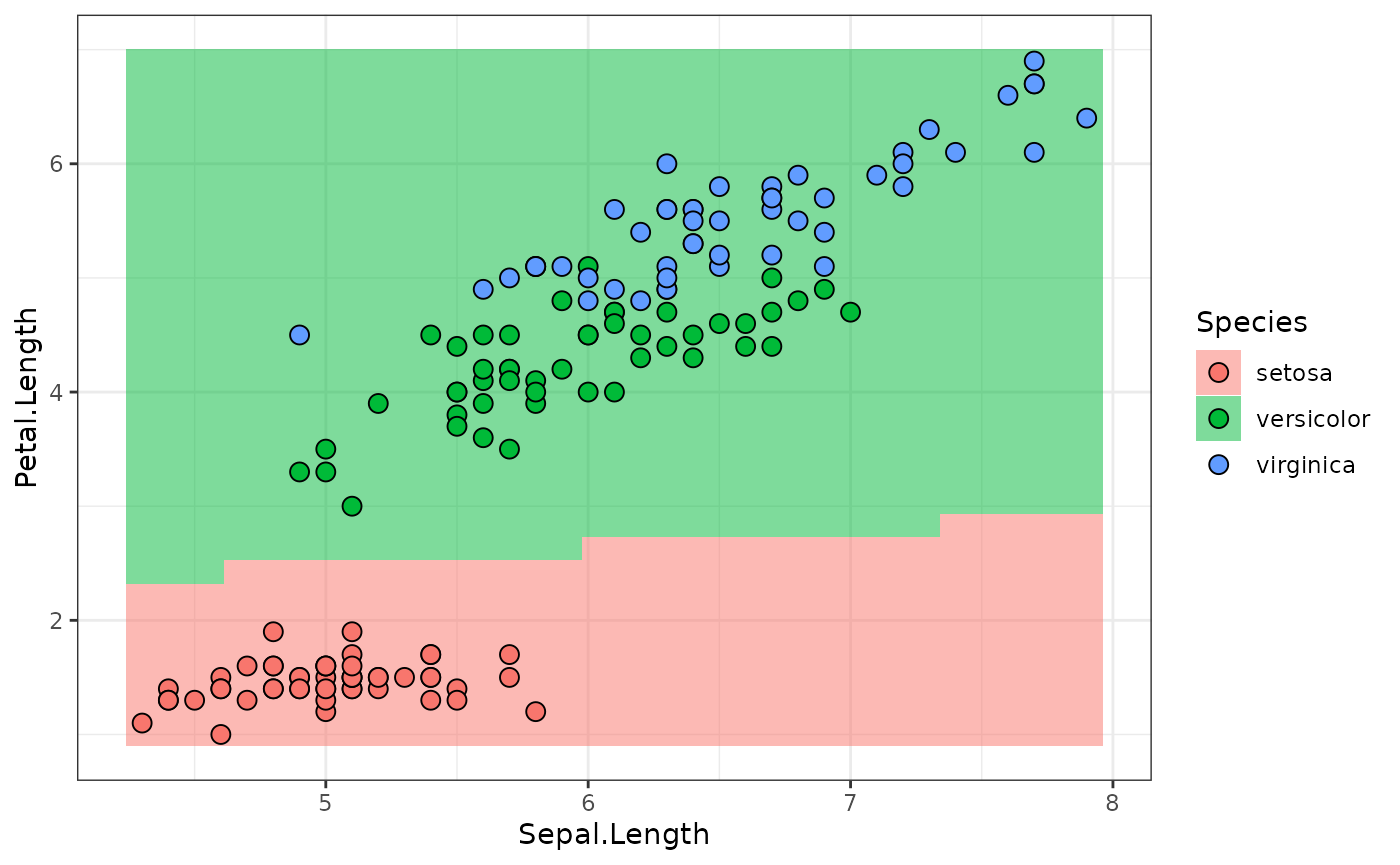 6
4
2
Petal.Length
5 6 7 8
Sepal.Length
Species
setosa
versicolor
virginica